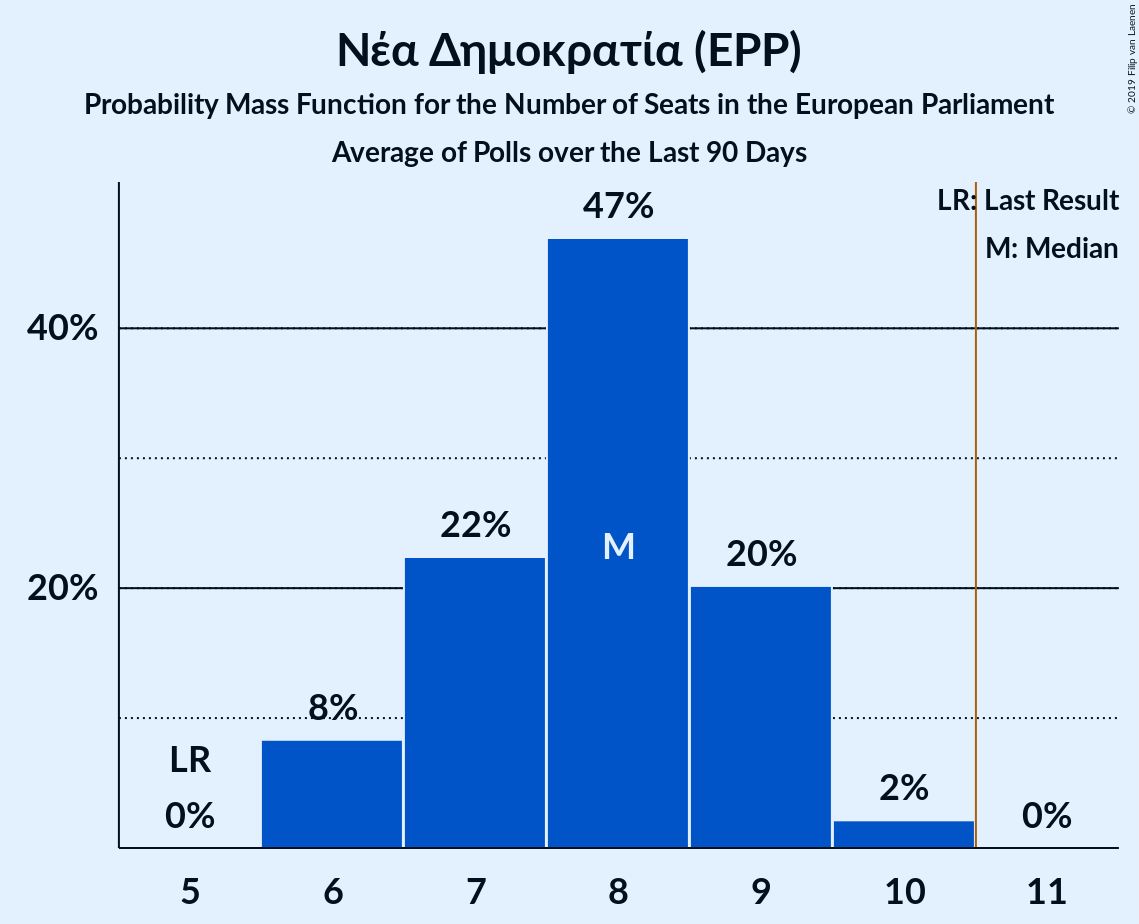 Νέα Δημοκρατία (EPP)
Probability Mass Function for the Number of Seats in the European Parliament
Average of Polls over the Last 90 Days
© 2019 Filip van Laenen
LR: Last Result
M: Median
47%
40%
M
22%
20%
20%
8%
LR
0%
2%
0%
5 6 7 8 9 10 11